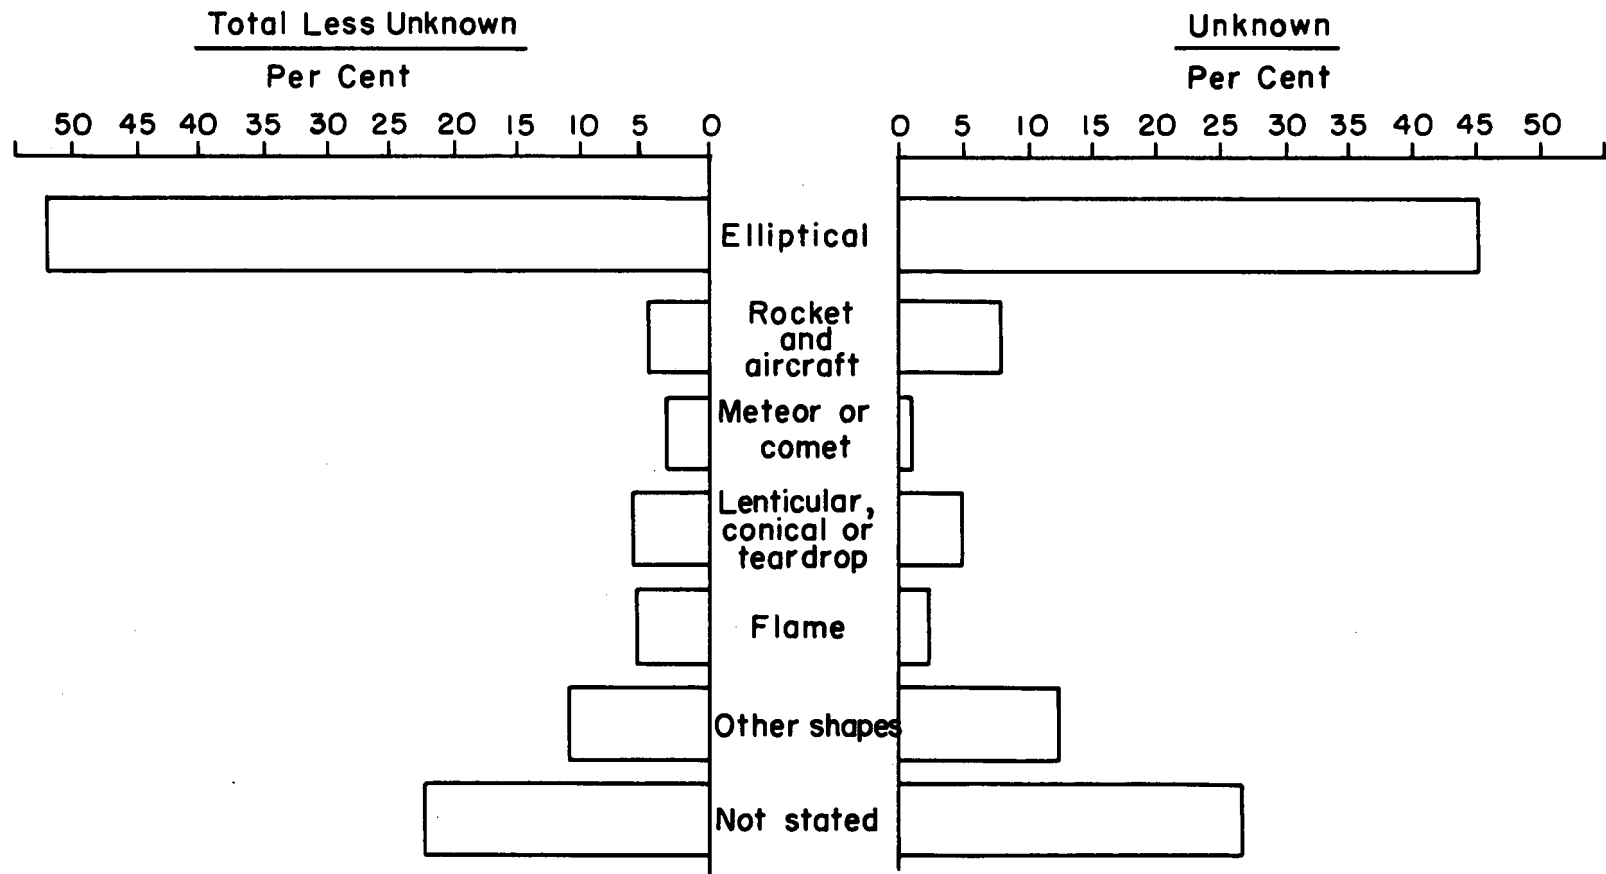 Total Less Unknown
Per Cent
50 45 40 35 30 25 20 15 10 5 0
Unknown
Per Cent
0 5 10 15 20 25 30 35 40 45 50
Elliptical
Rocket
and
aircraft
Meteor or
comet
Lenticular,
conical or
teardrop
Flame
Other shapes
Not stated